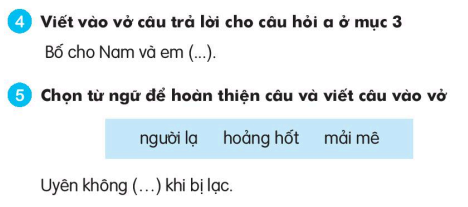 4 Viết vào vở câu trả lời cho câu hỏi a ở mục 3
Bố cho Nam và em (...).
5 Chọn từ ngữ để hoàn thiện câu và viết câu vào vở
người lạ hoảng hốt mải mê
Uyên không (...) khi bị lạc.